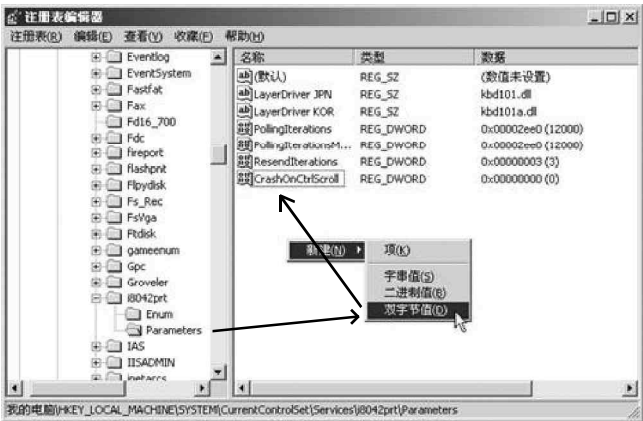 注册表编辑器
注册表(R) 编辑(E) 查看(V) 收藏(F) 帮助(H)
Eventlog
EventSystem
Fastfat
Fax
Fd16_700
Fdc
fireport
flashpnt
Flpydisk
Fs_Rec
FsVga
Ftdisk
gameenum
Gpc
Groveler
i8042prt
Enum
Parameters
IAS
IISADMIN
inetaccs
名称 类型 数据
(默认) REG_SZ (数值未设置)
LayerDriver JPN REG_SZ kbd101.dll
LayerDriver KOR REG_SZ kbd101a.dll
PollingIterations REG_DWORD 0x00002ee0 (12000)
PollingIterationsM... REG_DWORD 0x00002ee0 (12000)
ResendIterations REG_DWORD 0x00000003 (3)
CrashOnCtrlScroll REG_DWORD 0x00000000 (0)
新建(N) 项(K)
字串值(S)
二进制值(B)
双字节值(D)
我的电脑\HKEY_LOCAL_MACHINE\SYSTEM\CurrentControlSet\Services\i8042prt\Parameters